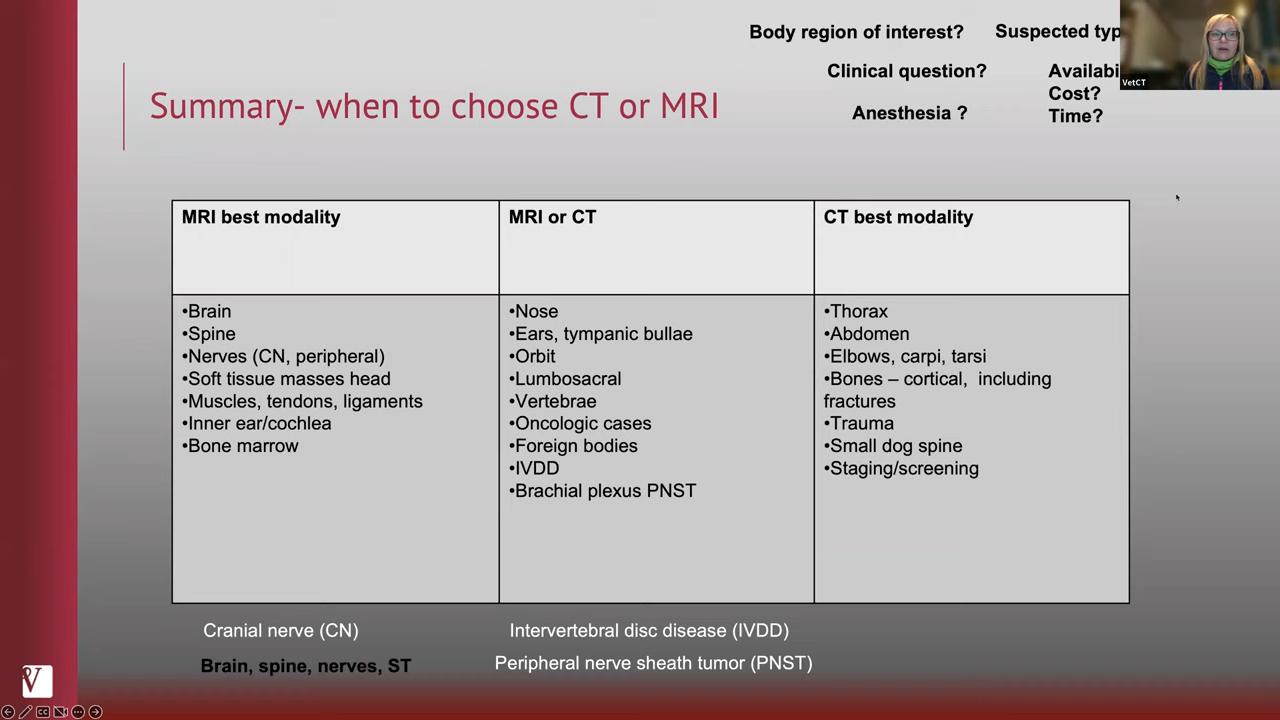 Body region of interest?
Suspected
Clinical question?
Anesthesia ?
Cost?
Time?
VetCT
Summary- when to choose CT or MRI
MRI best modality
•Brain
•Spine
•Nerves (CN, peripheral)
•Soft tissue masses head
•Muscles, tendons, ligaments
•Inner ear/cochlea
•Bone marrow
MRI or CT
•Nose
•Ears, tympanic bullae
•Orbit
•Lumbosacral
•Vertebrae
•Oncologic cases
•Foreign bodies
•IVDD
•Brachial plexus PNST
CT best modality
•Thorax
•Abdomen
•Elbows, carpi, tarsi
•Bones – cortical, including
fractures
•Trauma
•Small dog spine
•Staging/screening
Cranial nerve (CN)
Brain, spine, nerves, ST
Intervertebral disc disease (IVDD)
Peripheral nerve sheath tumor (PNST)
V
CC